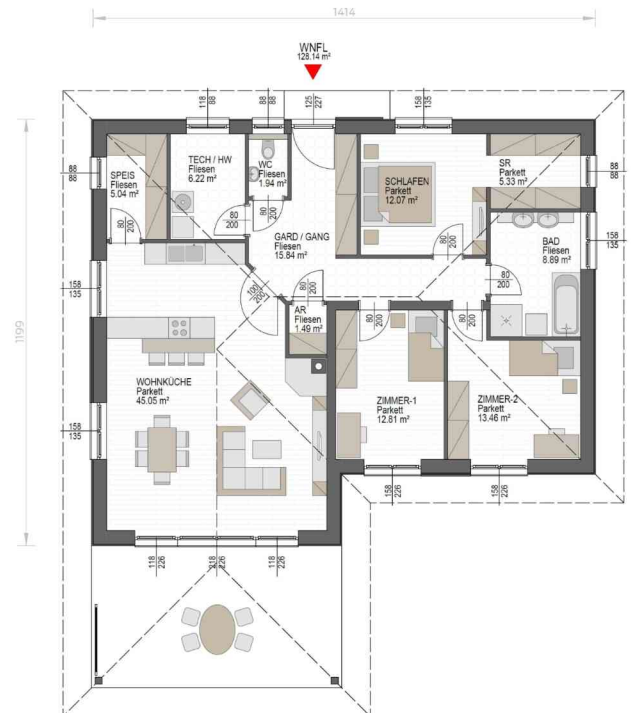 1414
WNFL
128.14 m²
118
88
88
88
125
227
158
135
88
88
SPEIS
Fliesen
5.04 m²
TECH / HW
Fliesen
6.22 m²
WC
Fliesen
1.94 m²
SCHLAFEN
Parkett
12.07 m²
SR
Parkett
5.33 m²
88
88
80
200
80
200
80
200
GARD / GANG
Fliesen
15.84 m²
80
200
BAD
Fliesen
8.89 m²
158
135
158
135
100
200
80
200
80
200
AR
Fliesen
1.49 m²
80
200
80
200
1199
WOHNKÜCHE
Parkett
45.05 m²
ZIMMER-1
Parkett
12.81 m²
ZIMMER-2
Parkett
13.46 m²
158
135
158
226
158
226
118
226
218
226
118
226